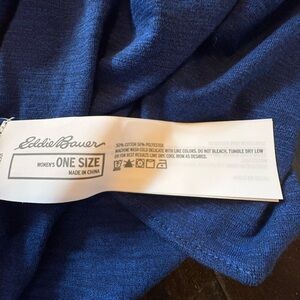 Eddie Bauer
WOMEN'S ONE SIZE
MADE IN CHINA
50% COTTON 50% POLYESTER
MACHINE WASH COLD DELICATE WITH LIKE COLORS. DO NOT BLEACH, TUMBLE DRY LOW
OR FOR BEST RESULTS LINE DRY. COOL IRON AS DESIRED.